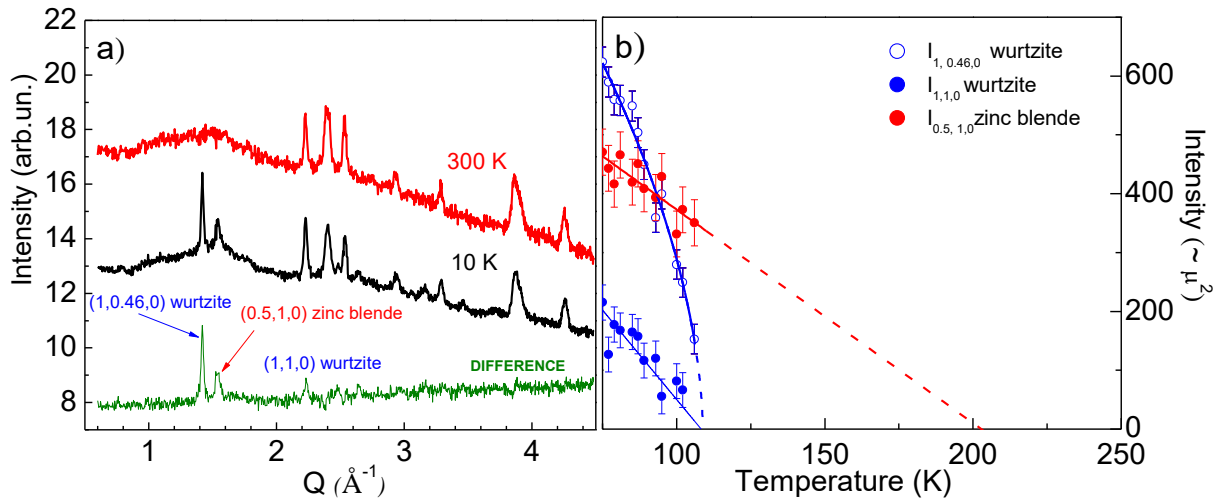 a)
Intensity (arb.un.)
22
20
18
16
14
12
10
8
300 K
10 K
(1,0.46,0) wurtzite
(0.5,1,0) zinc blende
(1,1,0) wurtzite
DIFFERENCE
1 2 3 4
Q (Å⁻¹)
b)
I1, 0.46,0 wurtzite
I1,1,0 wurtzite
I0.5, 1,0 zinc blende
600
400
200
0
Intensity (~ μ²)
100 150 200 250
Temperature (K)